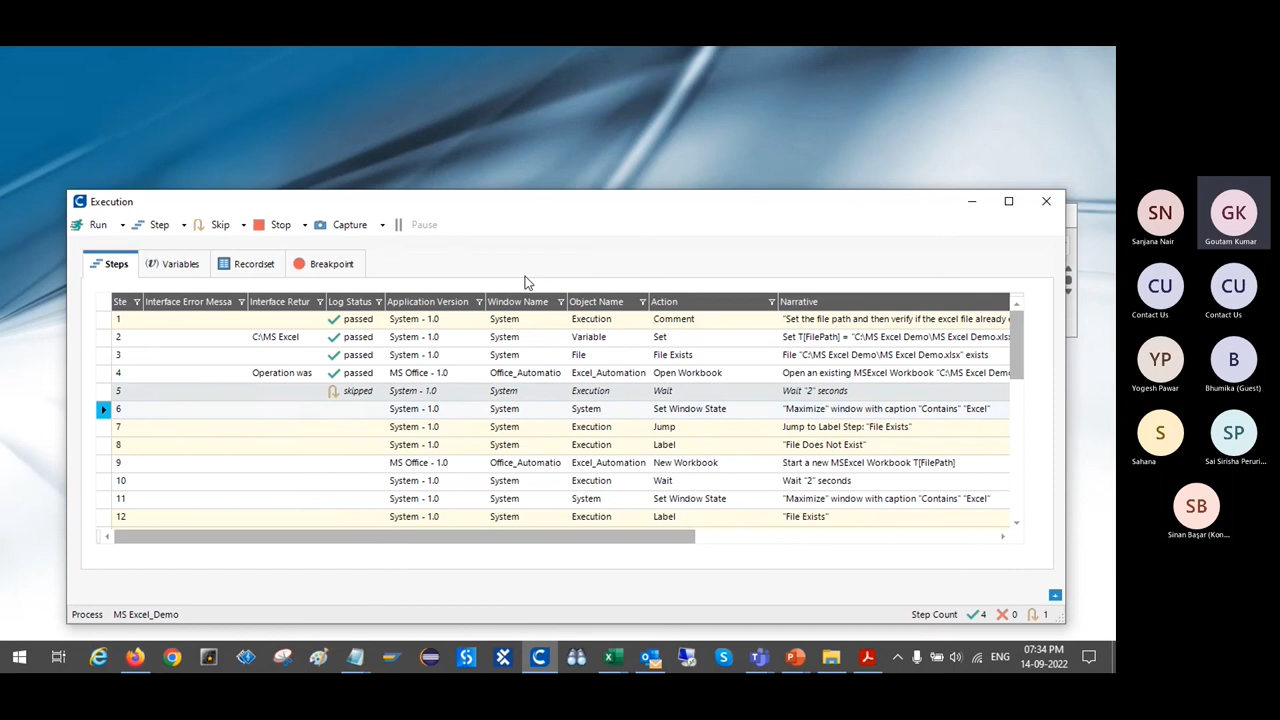 Execution
Run Step Skip Stop Capture Pause
Steps Variables Recordset Breakpoint
Ste Interface Error Messa Interface Retur Log Status Application Version Window Name Object Name Action Narrative
1 passed System - 1.0 System Execution Comment "Set the file path and then verify if the excel file already e
2 C:\MS Excel passed System - 1.0 System Variable Set Set T[FilePath] = "C:\MS Excel Demo\MS Excel Demo.xlsx
3 passed System - 1.0 System File File Exists File "C:\MS Excel Demo\MS Excel Demo.xlsx" exists
4 Operation was passed MS Office - 1.0 Office_Automatio Excel_Automation Open Workbook Open an existing MSExcel Workbook "C:\MS Excel Demo
5 skipped System - 1.0 System Execution Wait Wait "2" seconds
6 System - 1.0 System System Set Window State "Maximize" window with caption "Contains" "Excel"
7 System - 1.0 System Execution Jump Jump to Label Step: "File Exists"
8 System - 1.0 System Execution Label "File Does Not Exist"
9 MS Office - 1.0 Office_Automatio Excel_Automation New Workbook Start a new MSExcel Workbook T[FilePath]
10 System - 1.0 System Execution Wait Wait "2" seconds
11 System - 1.0 System System Set Window State "Maximize" window with caption "Contains" "Excel"
12 System - 1.0 System Execution Label "File Exists"
Process MS Excel_Demo Step Count 4 0 1
ENG 07:34 PM
14-09-2022
SN GK
Sanjana Nair Goutam Kumar
CU CU
Contact Us Contact Us
YP B
Yogesh Pawar Bhumika (Guest)
S SP
Sahana Sai Sirisha Peruri...
SB
Sinan Başar (Kon...